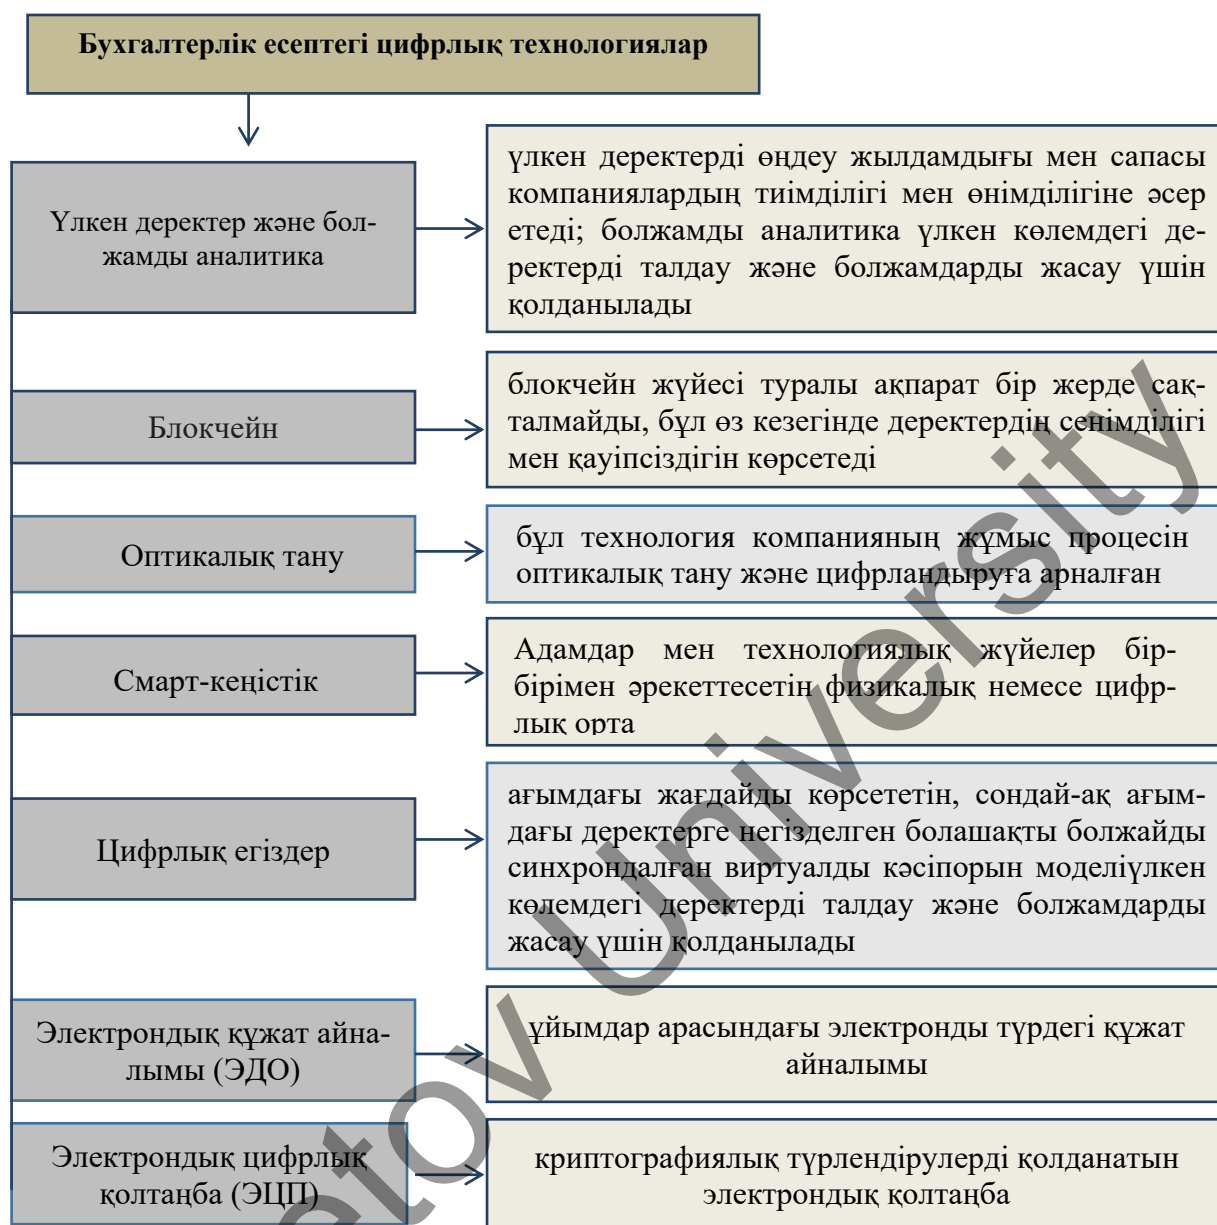 Бухгалтерлік есептегі цифрлық технологиялар
Үлкен деректер және бол-
жамды аналитика
үлкен деректерді өңдеу жылдамдығы мен сапасы
компаниялардың тиімділігі мен өнімділігіне әсер
етеді; болжамды аналитика үлкен көлемдегі де-
ректерді талдау және болжамдарды жасау үшін
қолданылады
Блокчейн
блокчейн жүйесі туралы ақпарат бір жерде сақ-
талмайды, бұл өз кезегінде деректердің сенімділігі
мен қауіпсіздігін көрсетеді
Оптикалық тану
бұл технология компанияның жұмыс процесін
оптикалық тану және цифрландыруға арналған
Смарт-кеңістік
Адамдар мен технологиялық жүйелер бір-
бірімен әрекеттесетін физикалық немесе цифр-
лық орта
Цифрлық егіздер
ағымдағы жағдайды көрсететін, сондай-ақ ағым-
дағы деректерге негізделген болашақты болжайды
синхрондалған виртуалды кәсіпорын моделіүлкен
көлемдегі деректерді талдау және болжамдарды
жасау үшін қолданылады
Электрондық құжат айна-
лымы (ЭДО)
ұйымдар арасындағы электронды түрдегі құжат
айналымы
Электрондық цифрлық
қолтаңба (ЭЦП)
криптографиялық түрлендірулерді қолданатын
электрондық қолтаңба
etov University